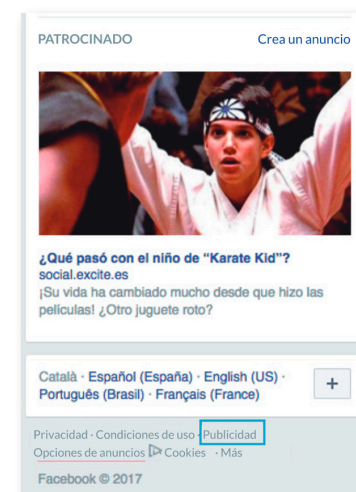 PATROCINADO Crea un anuncio
¿Qué pasó con el niño de “Karate Kid”?
social.excite.es
¡Su vida ha cambiado mucho desde que hizo las
películas! ¿Otro juguete roto?
Català · Español (España) · English (US) ·
Português (Brasil) · Français (France)
+
Privacidad · Condiciones de uso · Publicidad
Opciones de anuncios Cookies · Más
Facebook © 2017